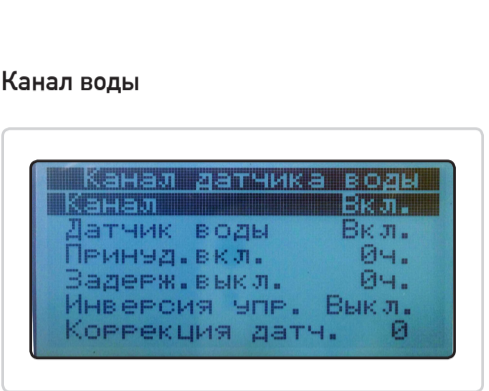 Канал воды
Канал датчика воды
Канал Вкл.
Датчик воды Вкл.
Принуд.вкл. 0ч.
Задерж.выкл. 0ч.
Инверсия упр. Выкл.
Коррекция датч. 0